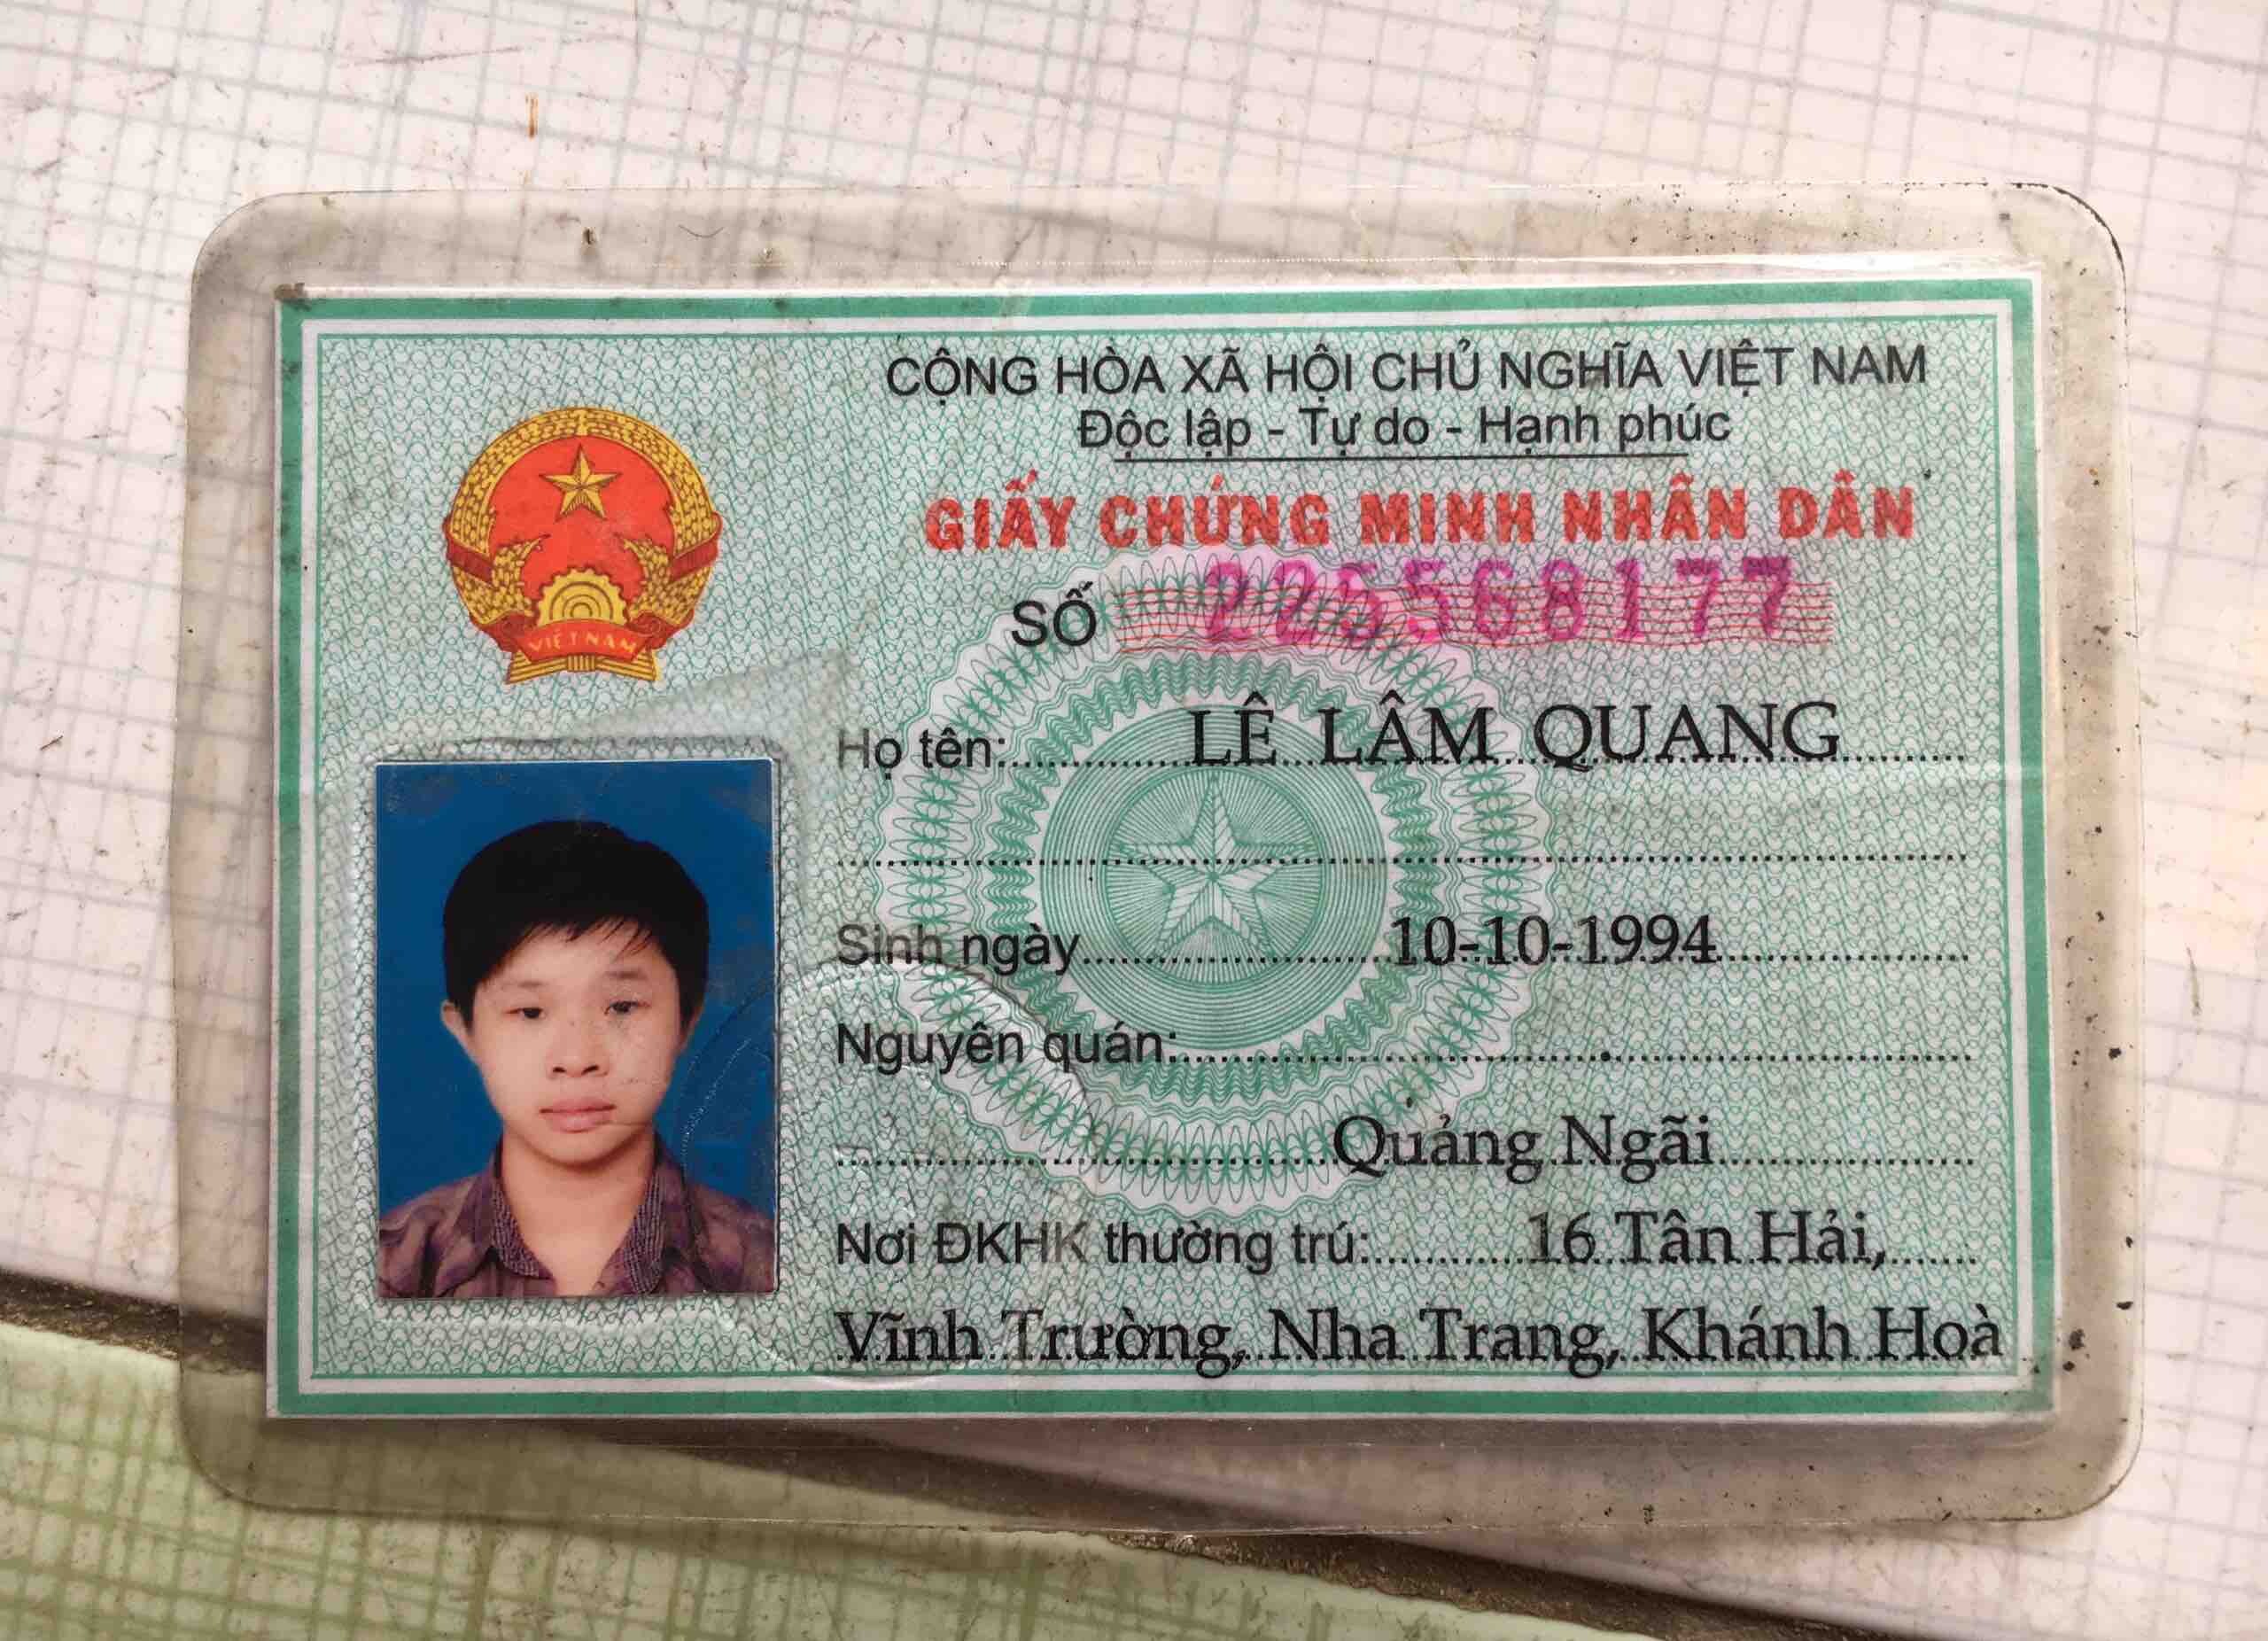 CỘNG HÒA XÃ HỘI CHỦ NGHĨA VIỆT NAM
Độc lập - Tự do - Hạnh phúc
GIẤY CHỨNG MINH NHÂN DÂN
SỐ 225568177
VIỆT NAM
Họ tên: LÊ LÂM QUANG
Sinh ngày 10-10-1994
Nguyên quán:
Quảng Ngãi
Nơi ĐKHK thường trú: 16 Tân Hải,
Vĩnh Trường, Nha Trang, Khánh Hoà